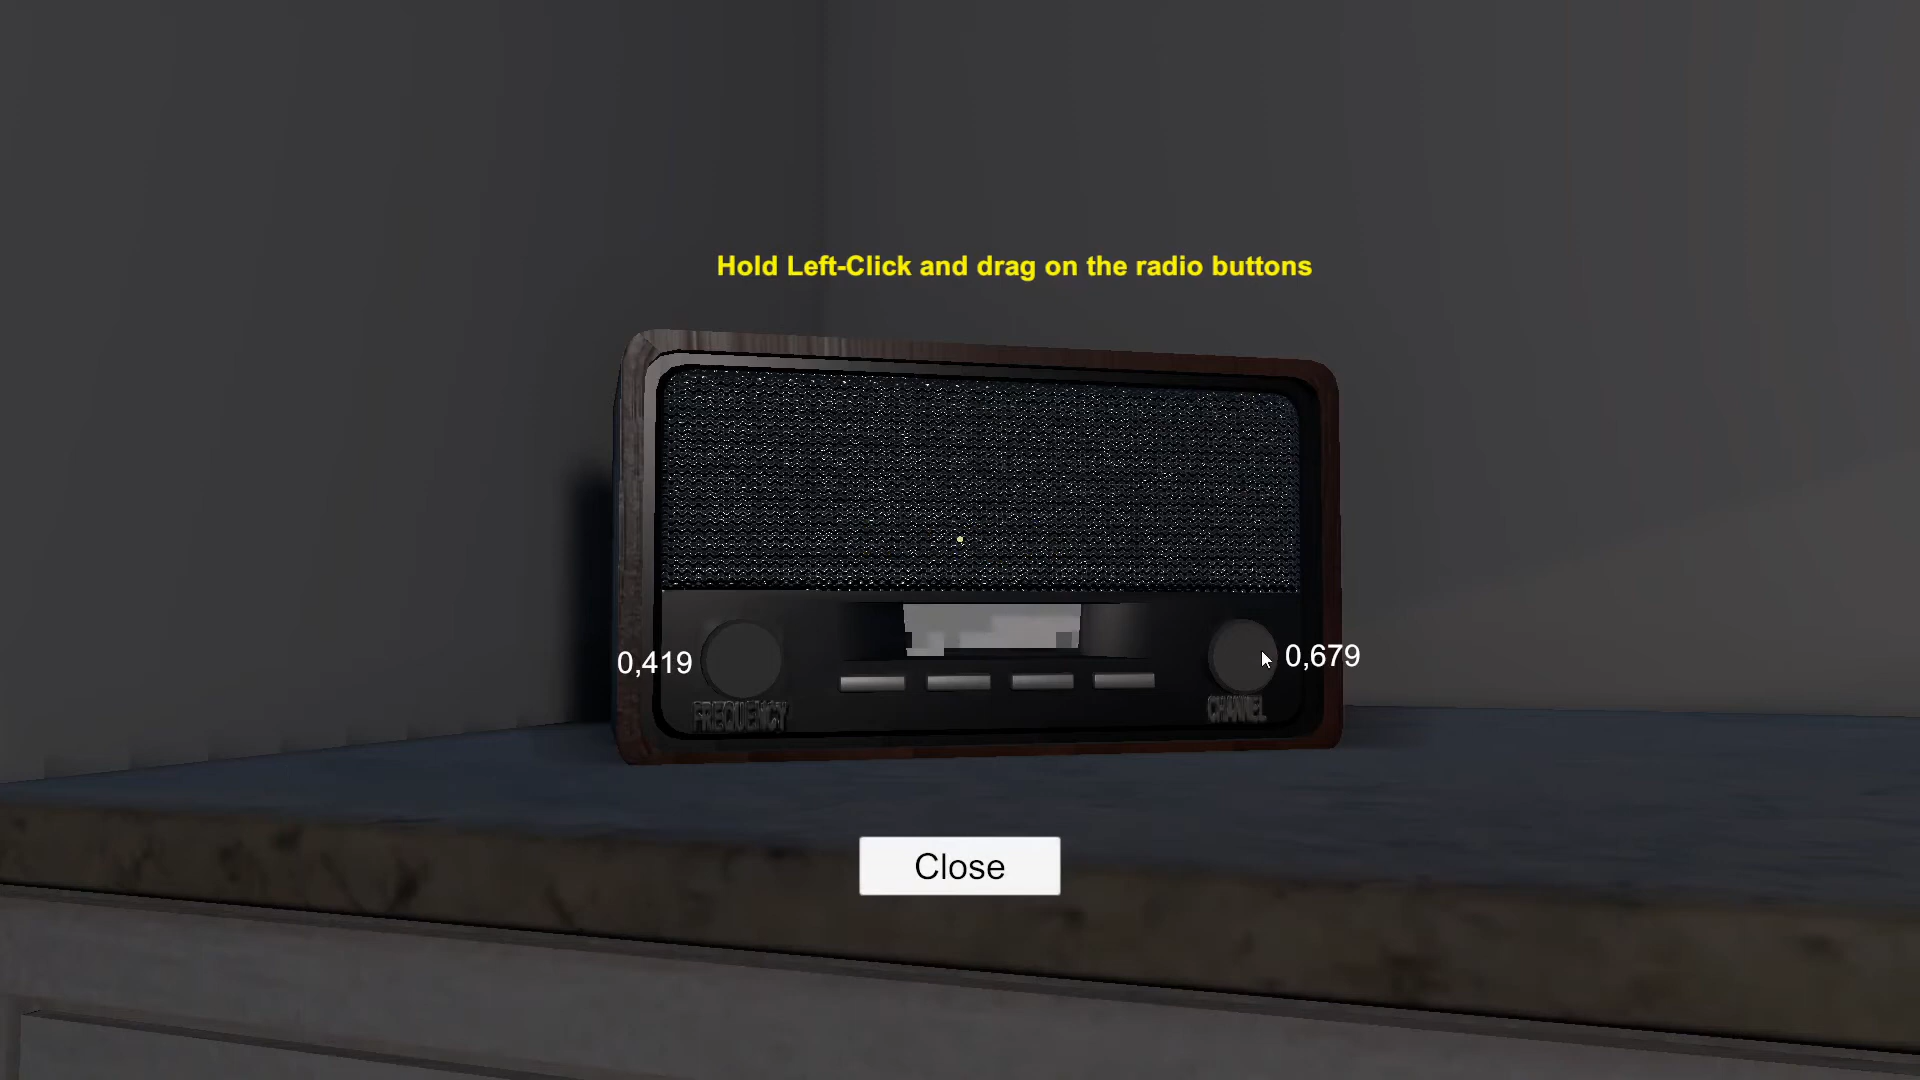 Hold Left-Click and drag on the radio buttons
0,419
0,679
FREQUENCY
CHANNEL
Close